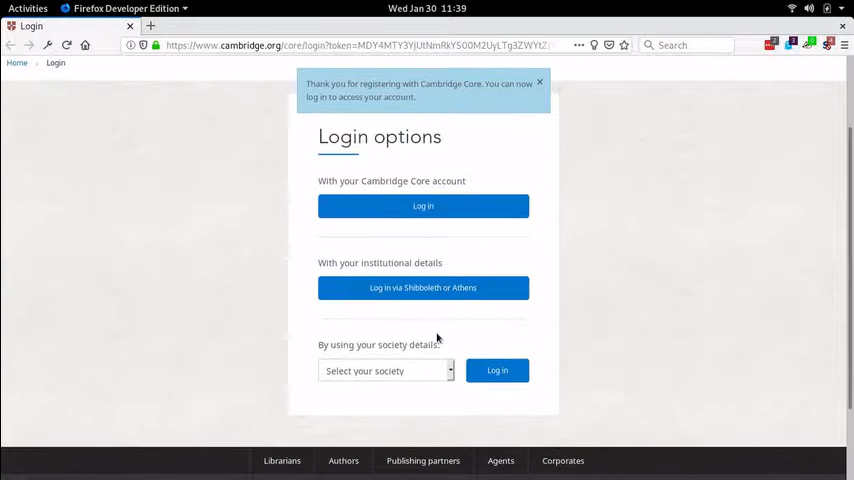 Activities
Firefox Developer Edition
Wed Jan 30 11:39
Login
https://www.cambridge.org/core/login?token=
Search
Home
Login
Thank you for registering with Cambridge Core. You can now
log in to access your account.
Login options
With your Cambridge Core account
Log in
With your institutional details
Log in via Shibboleth or Athens
By using your society details:
Select your society
Log in
Librarians
Authors
Publishing partners
Agents
Corporates